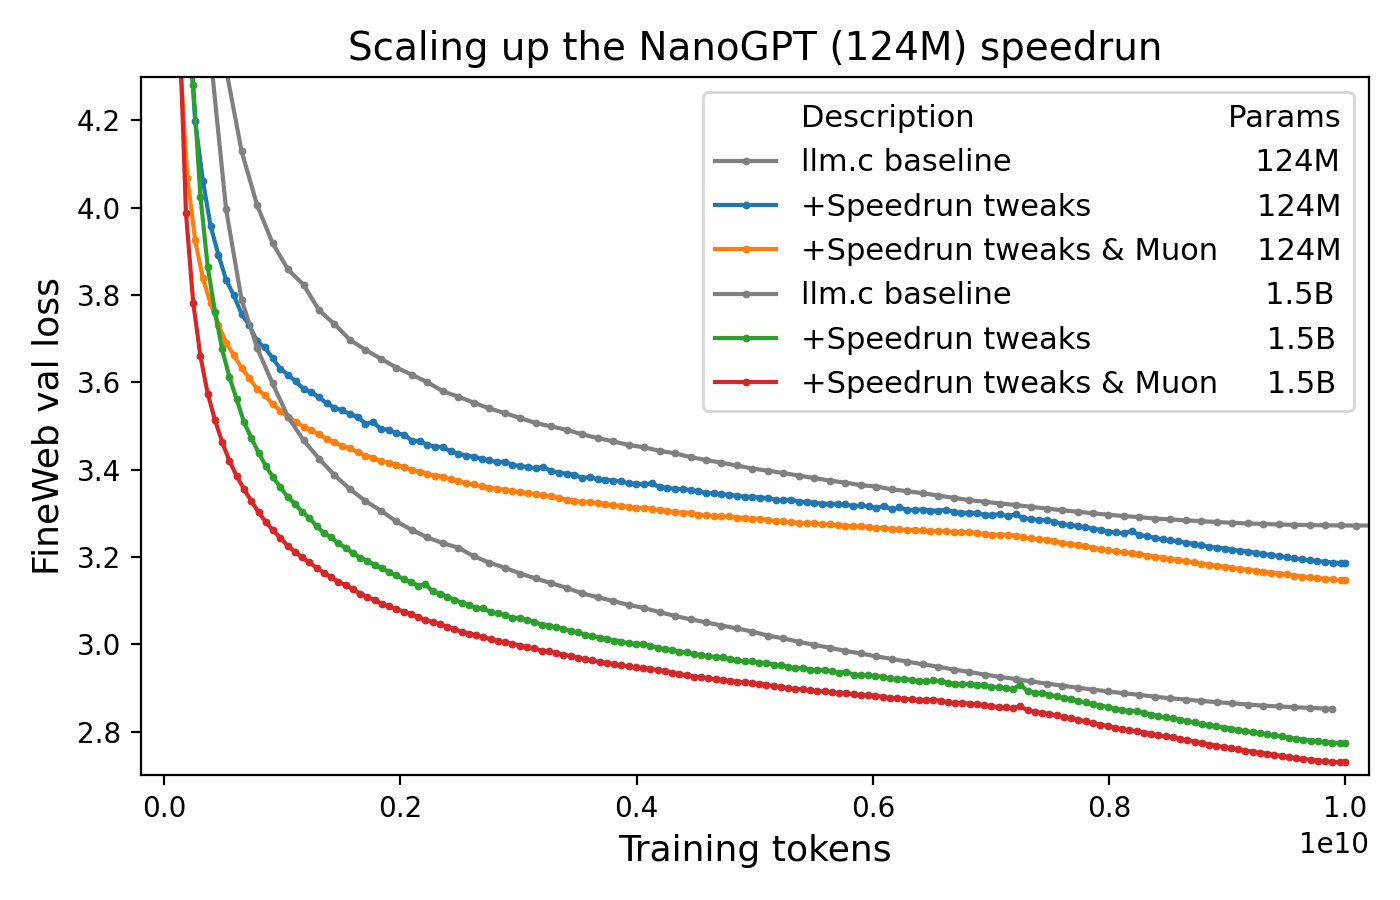 Scaling up the NanoGPT (124M) speedrun
Description Params
llm.c baseline 124M
+Speedrun tweaks 124M
+Speedrun tweaks & Muon 124M
llm.c baseline 1.5B
+Speedrun tweaks 1.5B
+Speedrun tweaks & Muon 1.5B
FineWeb val loss
4.2
4.0
3.8
3.6
3.4
3.2
3.0
2.8
0.0 0.2 0.4 0.6 0.8 1.0
1e10
Training tokens